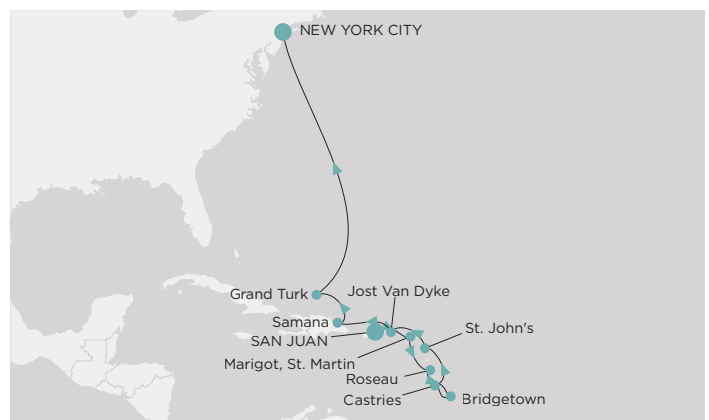 NEW YORK CITY
Jost Van Dyke
Grand Turk
Samana
St. John's
SAN JUAN
Marigot, St. Martin
Roseau
Castries
Bridgetown